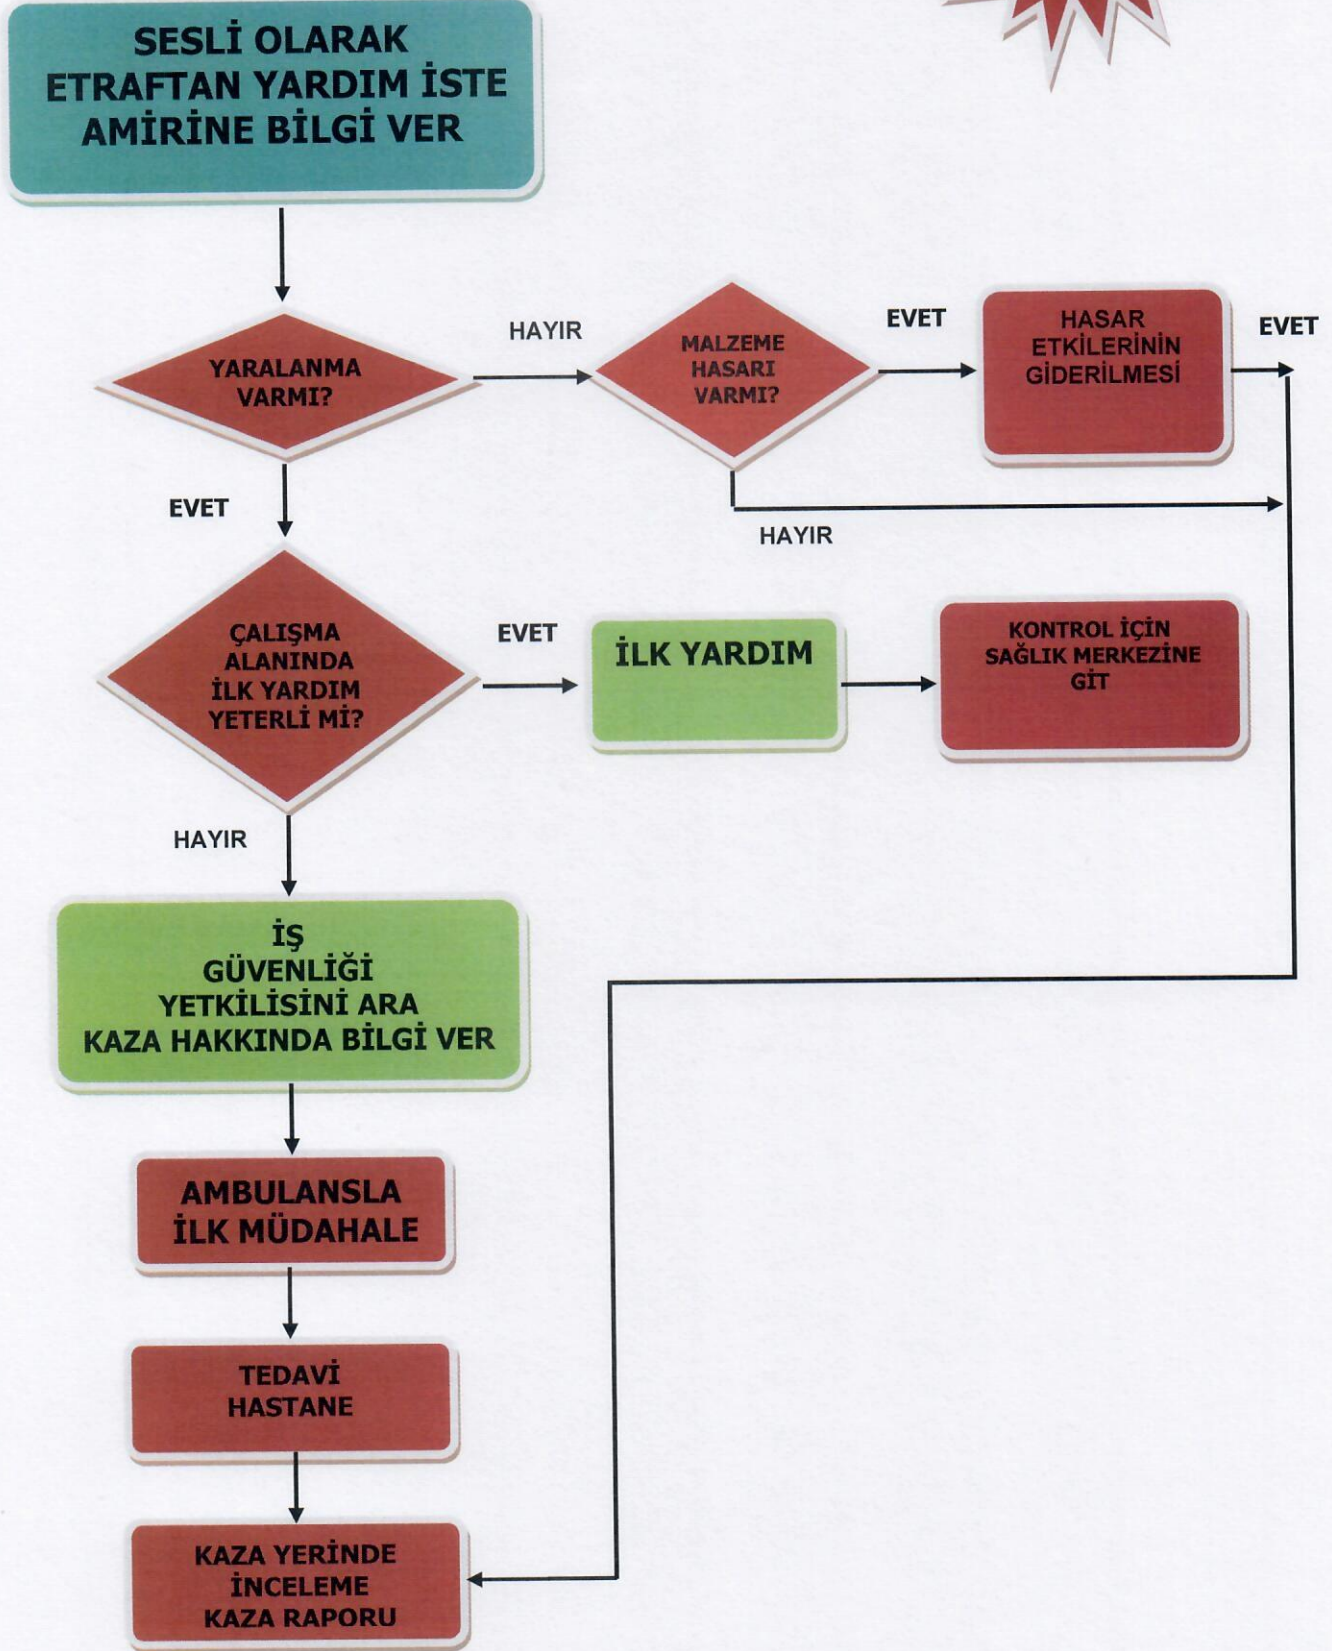 SESLİ OLARAK
ETRAFTAN YARDIM İSTE
AMİRİNE BİLGİ VER
YARALANMA
VARMI?
HAYIR
MALZEME
HASARI
VARMI?
EVET
HASAR
ETKİLERİNİN
GİDERİLMESİ
EVET
EVET
HAYIR
ÇALIŞMA
ALANINDA
İLK YARDIM
YETERLİ Mİ?
EVET
İLK YARDIM
KONTROL İÇİN
SAĞLIK MERKEZİNE
GİT
HAYIR
İŞ
GÜVENLİĞİ
YETKİLİSİNİ ARA
KAZA HAKKINDA BİLGİ VER
AMBULANSLA
İLK MÜDAHALE
TEDAVİ
HASTANE
KAZA YERİNDE
İNCELEME
KAZA RAPORU